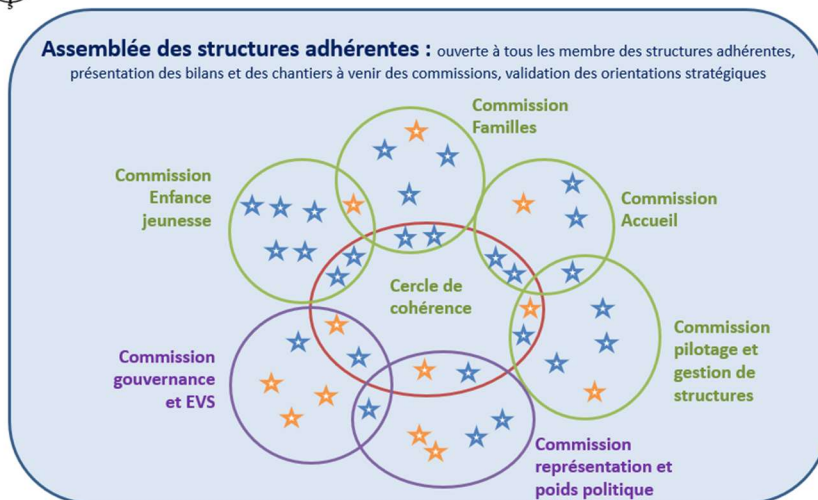 Assemblée des structures adhérentes : ouverte à tous les membre des structures adhérentes,
présentation des bilans et des chantiers à venir des commissions, validation des orientations stratégiques
Commission
Familles
Commission
Enfance
jeunesse
Commission
Accueil
Cercle de
cohérence
Commission
pilotage et
gestion de
structures
Commission
gouvernance
et EVS
Commission
représentation et
poids politique